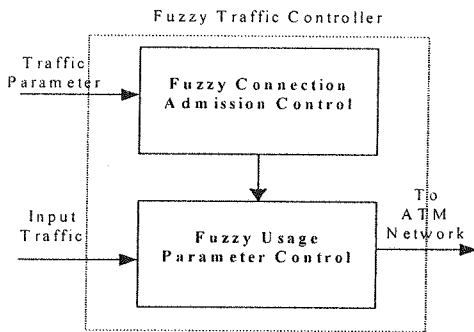 Fuzzy Traffic Controller
Traffic
Parameter
Fuzzy Connection
Admission Control
Input
Traffic
Fuzzy Usage
Parameter Control
To
ATM
Network